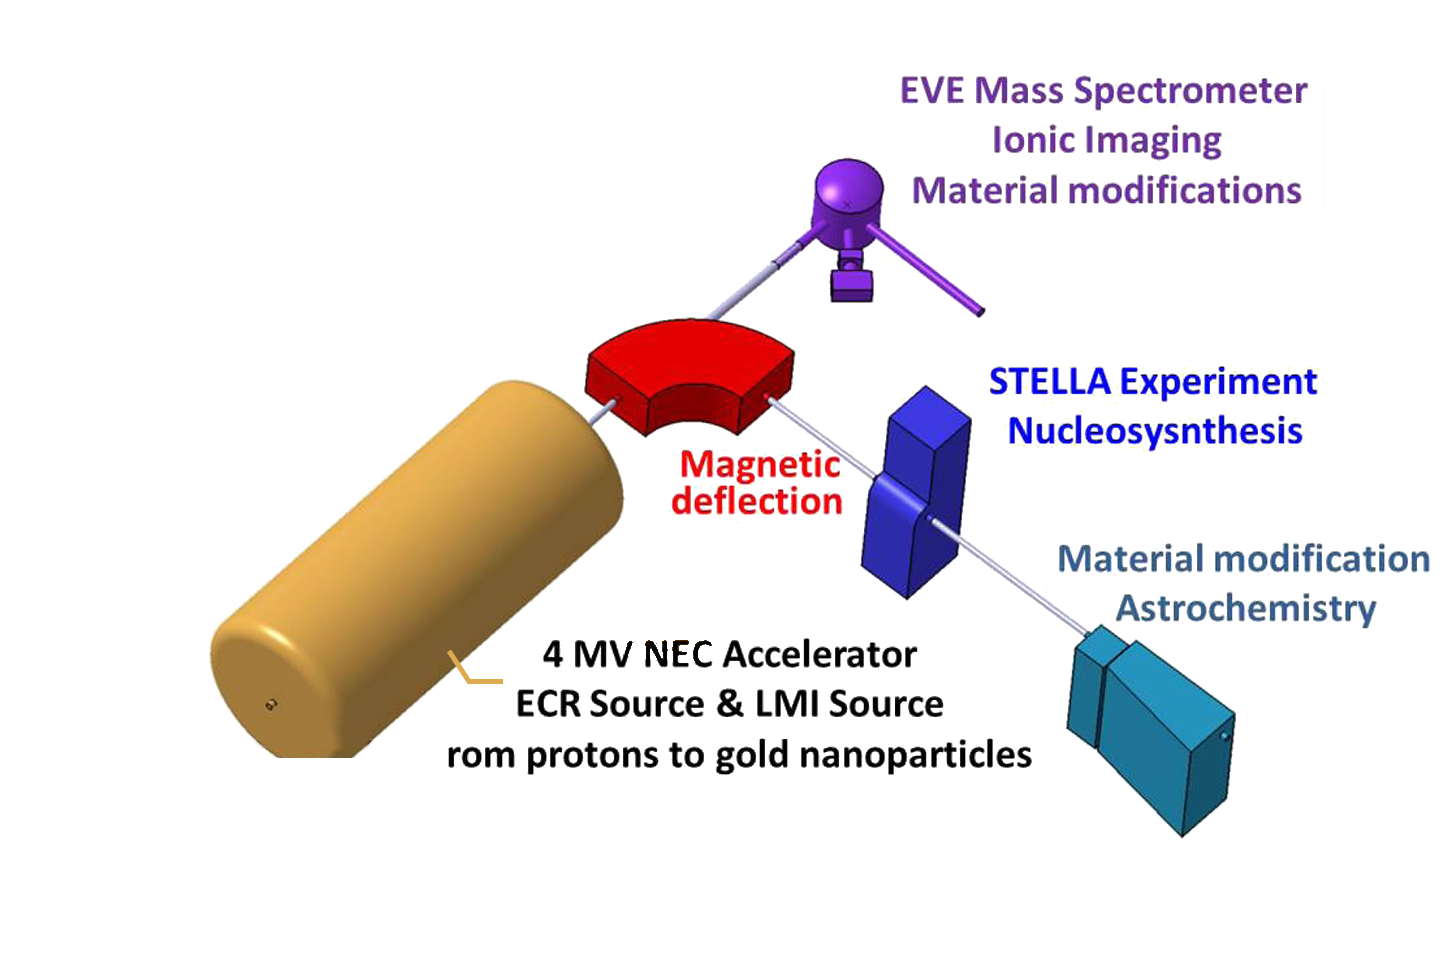 EVE Mass Spectrometer
Ionic Imaging
Material modifications
STELLA Experiment
Nucleosysnthesis
Magnetic
deflection
Material modification
Astrochemistry
4 MV NEC Accelerator
ECR Source & LMI Source
rom protons to gold nanoparticles